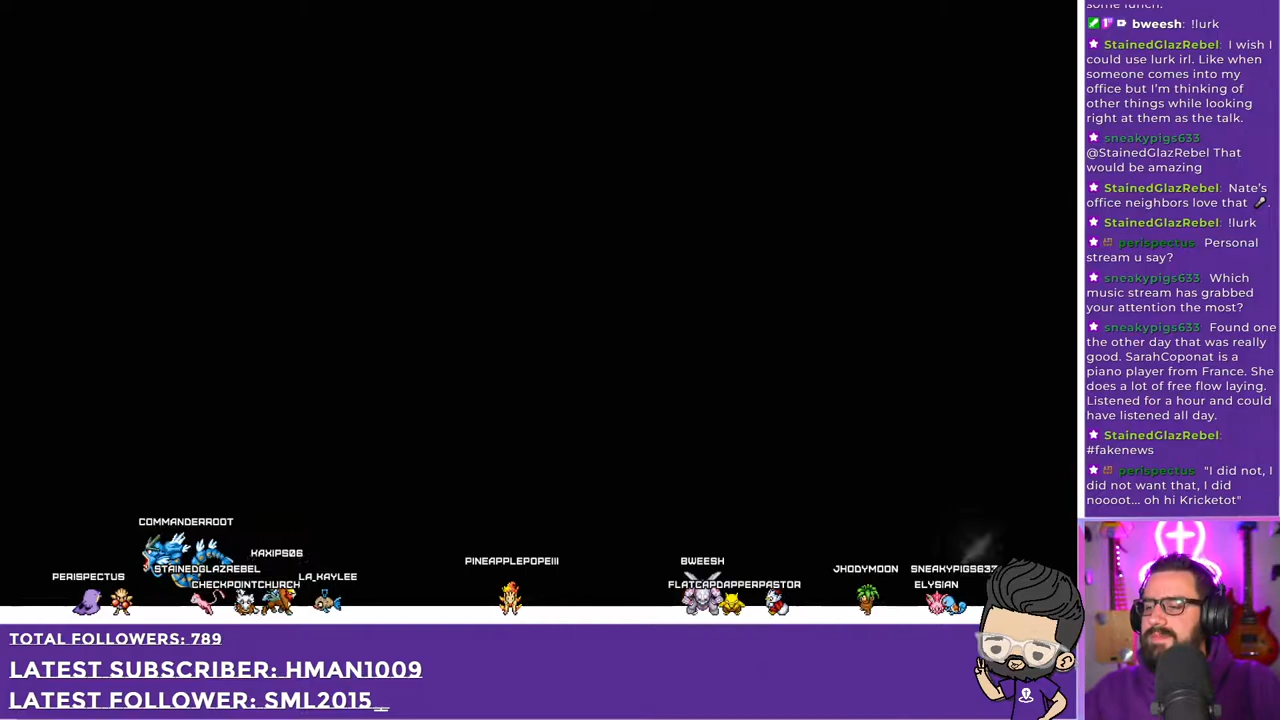 some lunch.
bweesh: !lurk
StainedGlazRebel: I wish I
could use lurk irl. Like when
someone comes into my
office but I'm thinking of
other things while looking
right at them as the talk.
sneakypigs633
@StainedGlazRebel That
would be amazing
StainedGlazRebel: Nate's
office neighbors love that
StainedGlazRebel: !lurk
perispectus Personal
stream u say?
sneakypigs633 Which
music stream has grabbed
your attention the most?
sneakypigs633 Found one
the other day that was really
good. SarahCoponat is a
piano player from France. She
does a lot of free flow laying.
Listened for a hour and could
have listened all day.
StainedGlazRebel:
#fakenews
perispectus "I did not, I
did not want that, I did
noooot... oh hi Kricketot"
COMMANDERROOT
XAXIPS06
PINEAPPLEPOPEIII
BWEESH
JHODYMOON
SNEAKYPIGS633
PERISPECTUS
STAINEDGLAZREBEL
LA_KAYLEE
CHECKPOINTCHURCH
FLATCAPDAPPERPASTOR
ELYSIAN
TOTAL FOLLOWERS: 789
LATEST SUBSCRIBER: HMAN1009
LATEST FOLLOWER: SML2015_